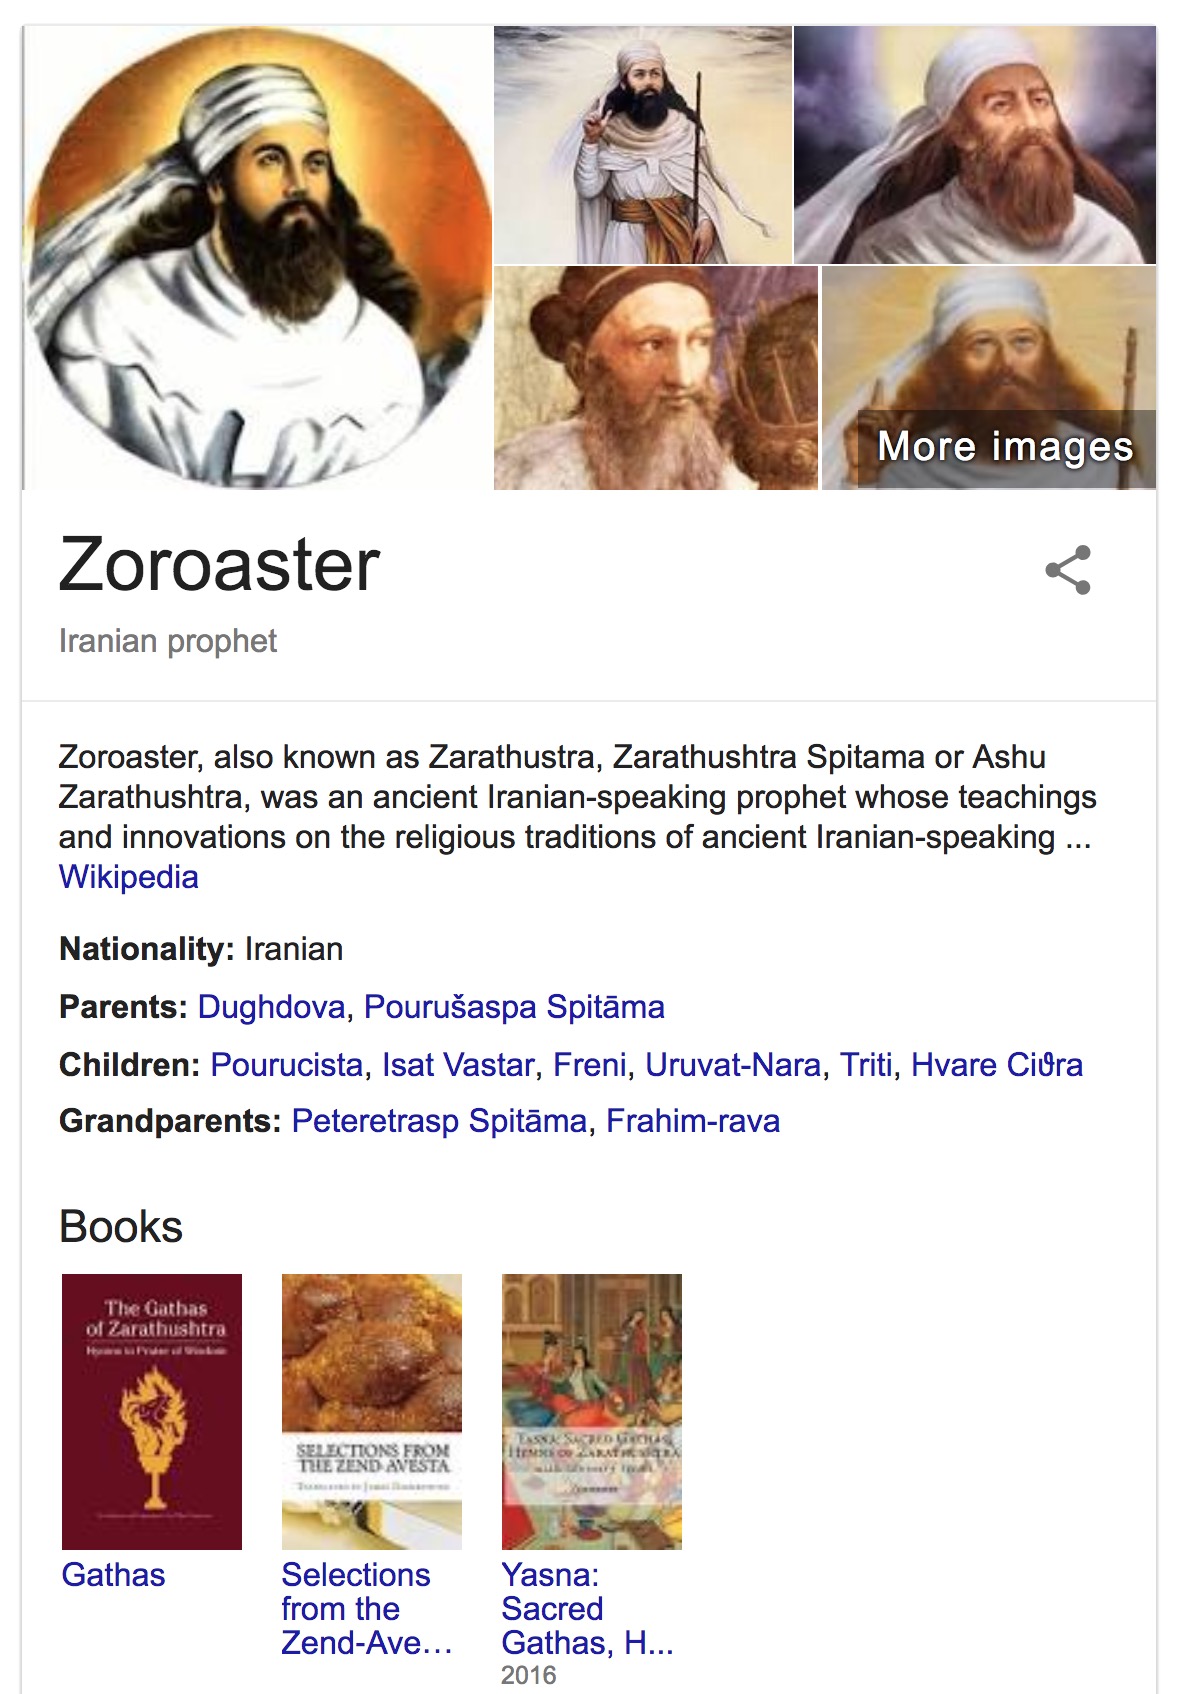 More images
Zoroaster
Iranian prophet
Zoroaster, also known as Zarathustra, Zarathushtra Spitama or Ashu
Zarathushtra, was an ancient Iranian-speaking prophet whose teachings
and innovations on the religious traditions of ancient Iranian-speaking ...
Wikipedia
Nationality: Iranian
Parents: Dughdova, Pourušaspa Spitāma
Children: Pourucista, Isat Vastar, Freni, Uruvat-Nara, Triti, Hvare Ciϑra
Grandparents: Peteretrasp Spitāma, Frahim-rava
Books
The Gathas
of Zarathushtra
Hymns in Praise of Wisdom
SELECTIONS FROM
THE ZEND-AVESTA
YASNA: SACRED GATHAS,
HYMNS OF ZARATHUSHTRA
Gathas
Selections
from the
Zend-Ave...
Yasna:
Sacred
Gathas, H...
2016